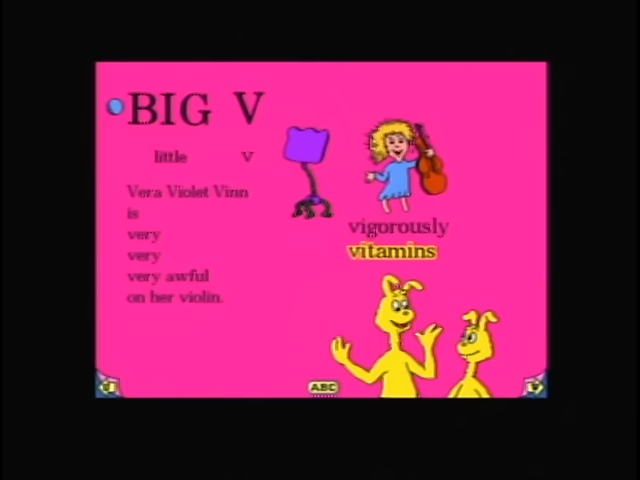 BIG V
little v
Vera Violet Vinn
is
very
very
very awful
on her violin.
vigorously
vitamins
ABC